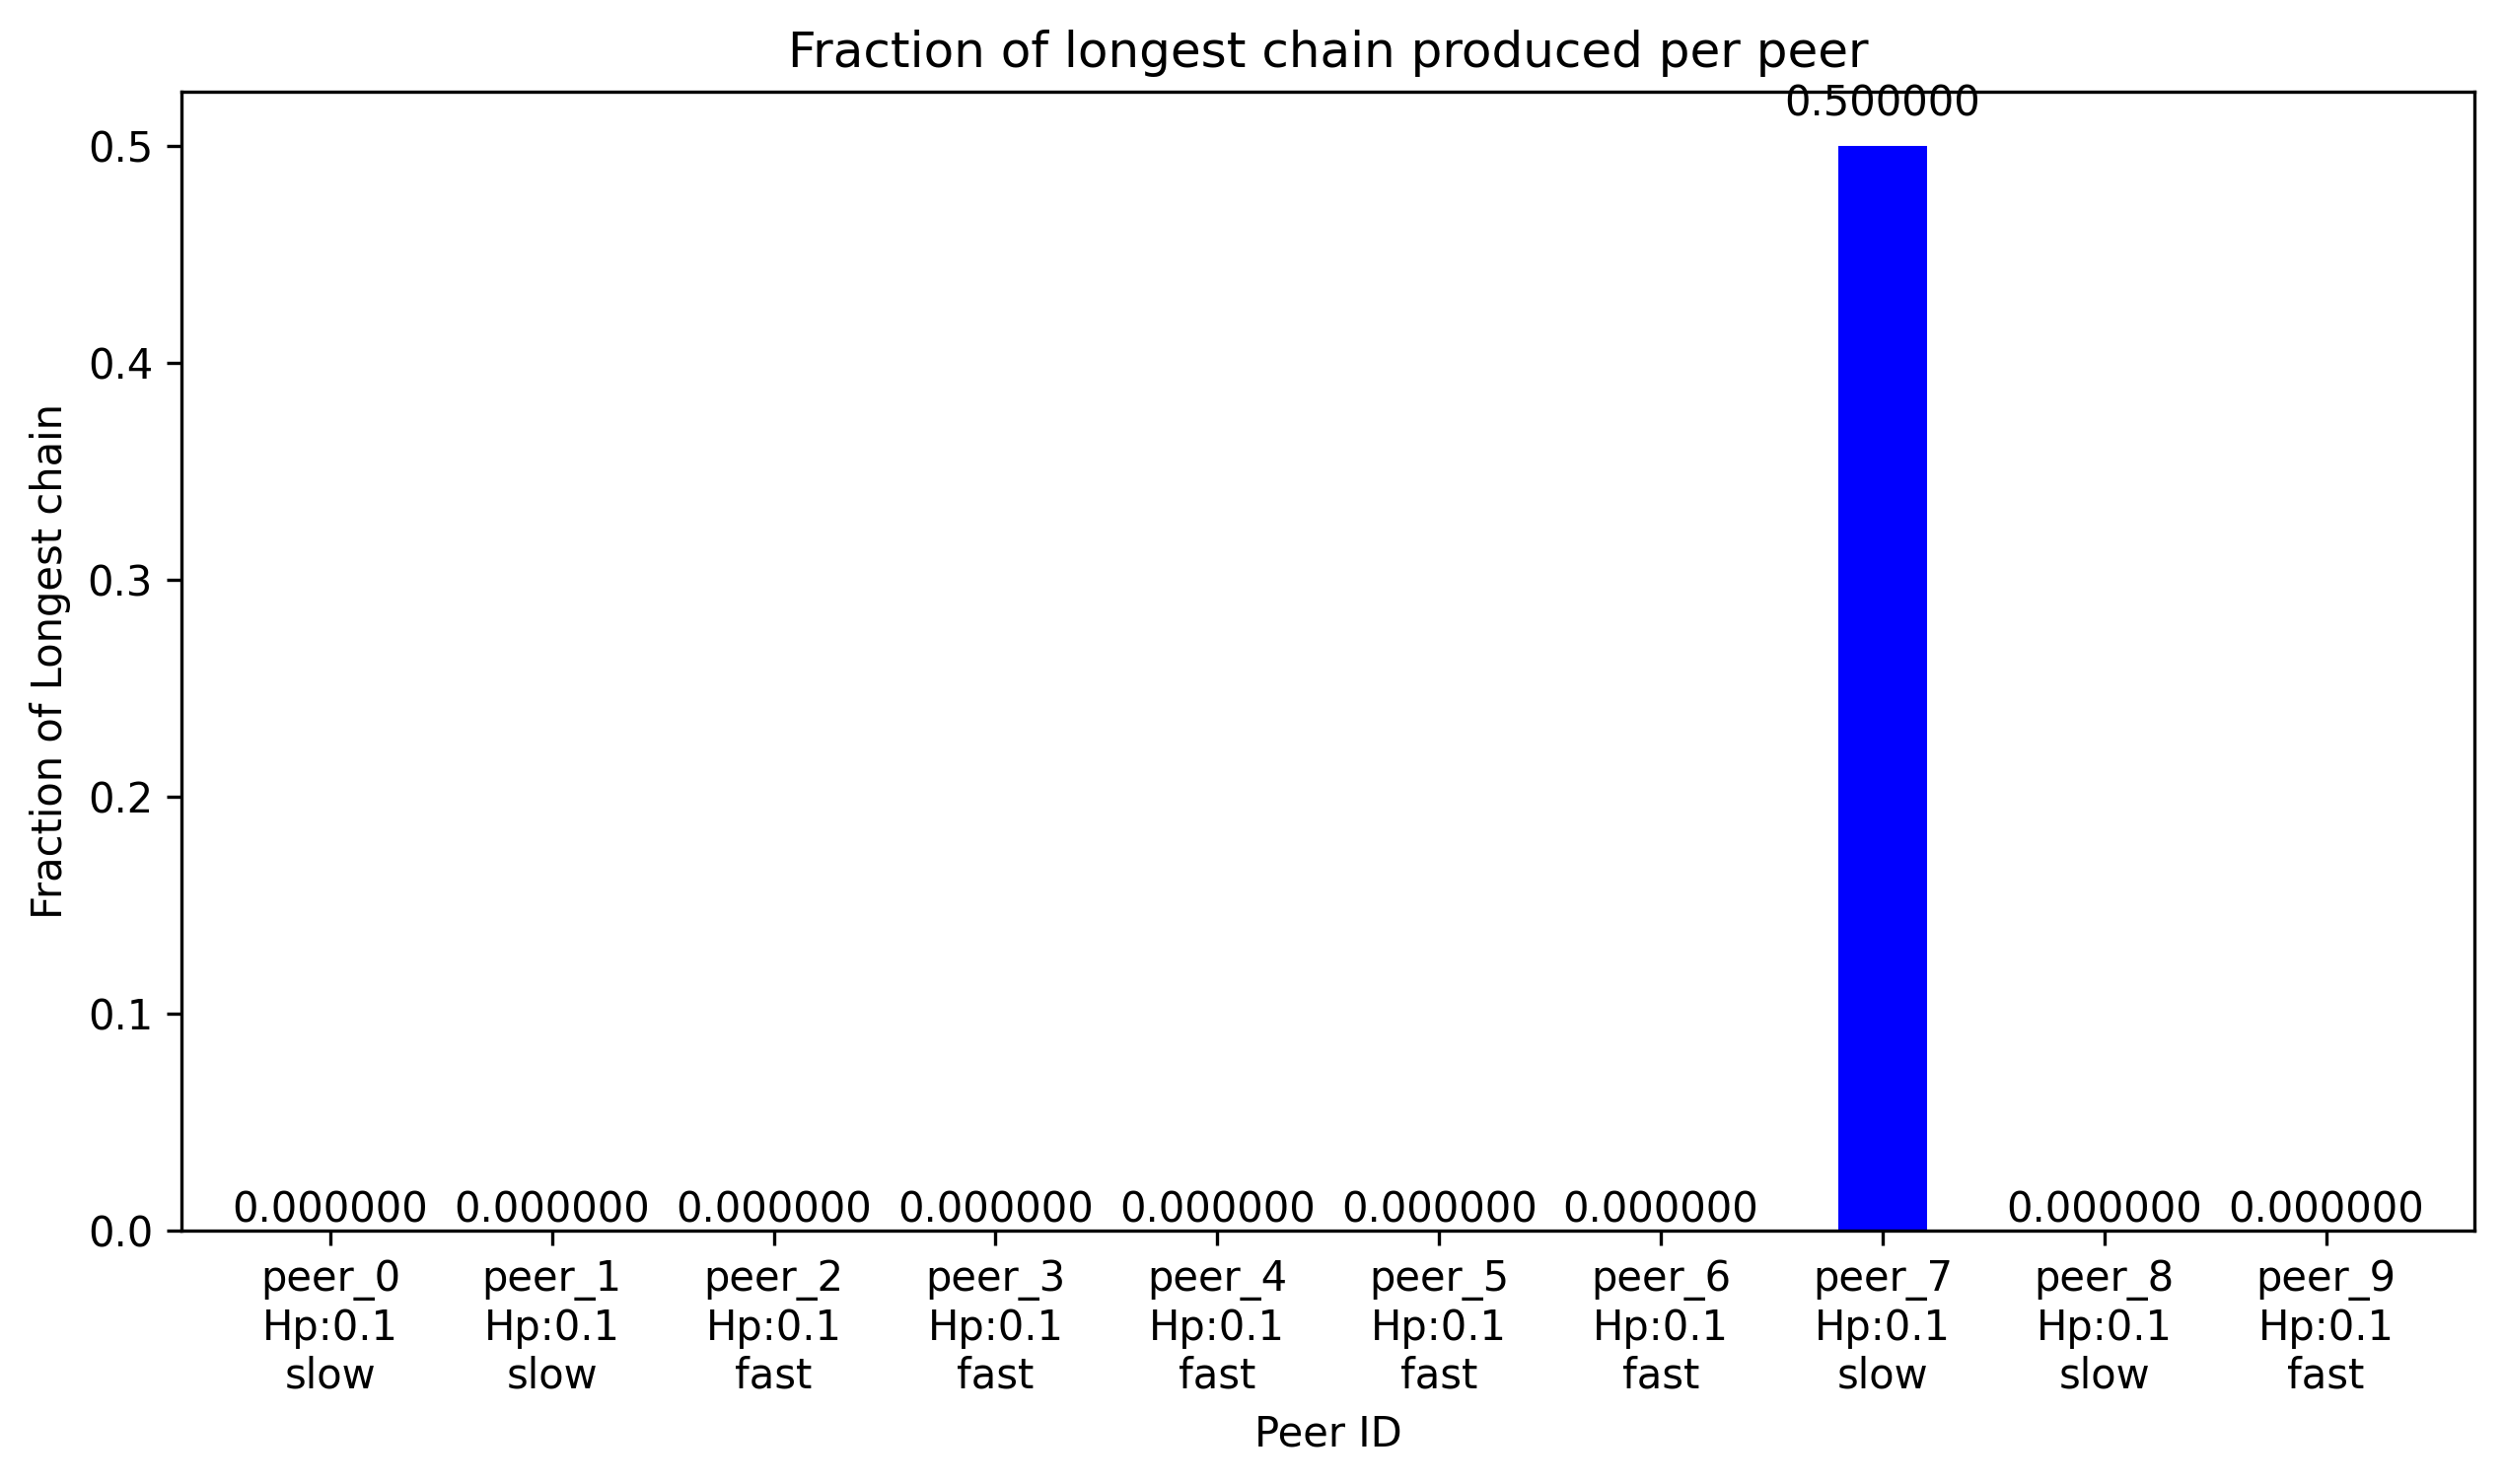 Fraction of longest chain produced per peer
0.500000
0.5
0.4
0.3
0.2
0.1
0.0
Fraction of Longest chain
0.000000 0.000000 0.000000 0.000000 0.000000 0.000000 0.000000 0.000000 0.000000
peer_0 peer_1 peer_2 peer_3 peer_4 peer_5 peer_6 peer_7 peer_8 peer_9
Hp:0.1 Hp:0.1 Hp:0.1 Hp:0.1 Hp:0.1 Hp:0.1 Hp:0.1 Hp:0.1 Hp:0.1 Hp:0.1
slow slow fast fast fast fast fast slow slow fast
Peer ID